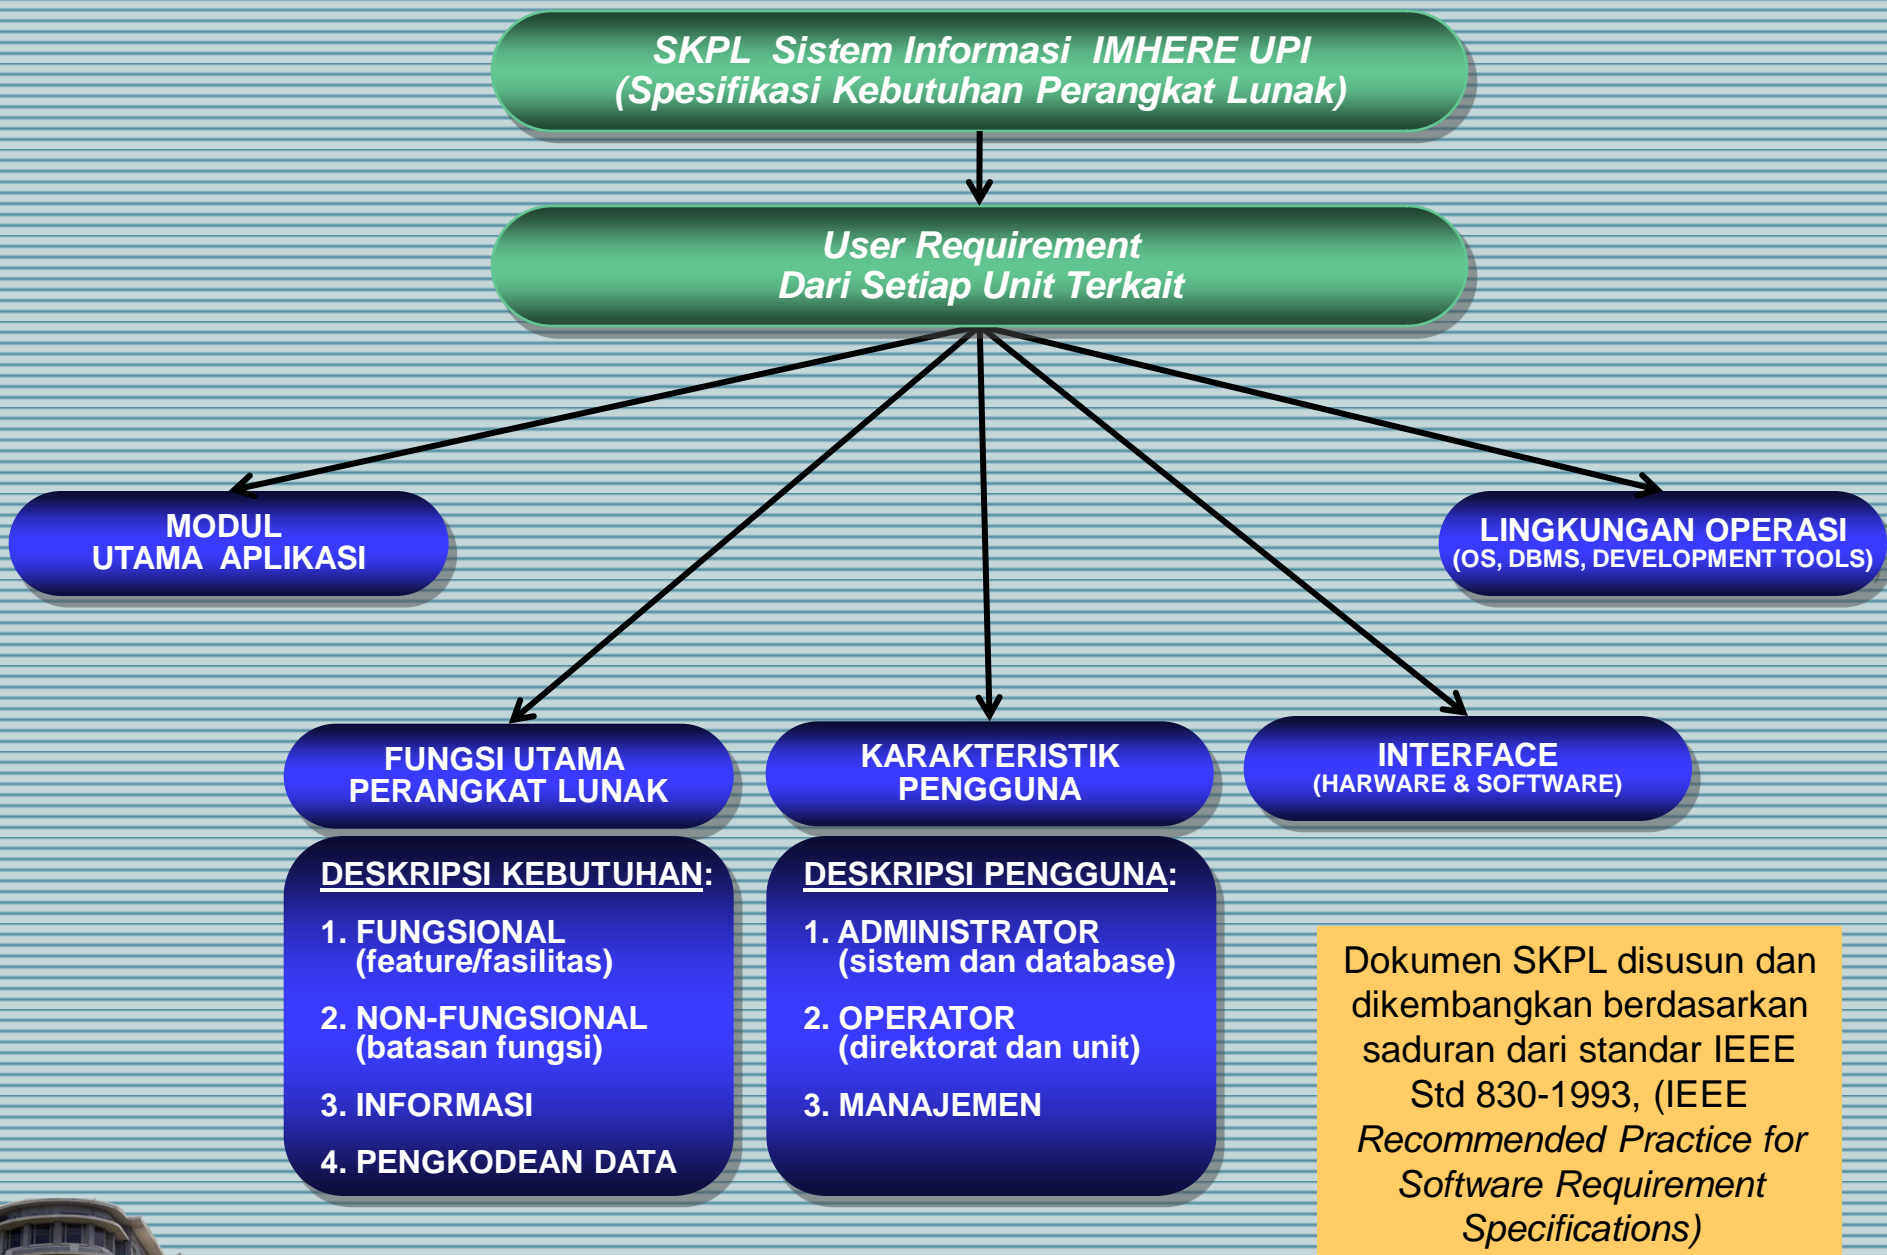 SKPL Sistem Informasi IMHERE UPI
(Spesifikasi Kebutuhan Perangkat Lunak)
User Requirement
Dari Setiap Unit Terkait
MODUL
UTAMA APLIKASI
LINGKUNGAN OPERASI
(OS, DBMS, DEVELOPMENT TOOLS)
FUNGSI UTAMA
PERANGKAT LUNAK
KARAKTERISTIK
PENGGUNA
INTERFACE
(HARWARE & SOFTWARE)
DESKRIPSI KEBUTUHAN:
1. FUNGSIONAL
(feature/fasilitas)
2. NON-FUNGSIONAL
(batasan fungsi)
3. INFORMASI
4. PENGKODEAN DATA
DESKRIPSI PENGGUNA:
1. ADMINISTRATOR
(sistem dan database)
2. OPERATOR
(direktorat dan unit)
3. MANAJEMEN
Dokumen SKPL disusun dan
dikembangkan berdasarkan
saduran dari standar IEEE
Std 830-1993, (IEEE
Recommended Practice for
Software Requirement
Specifications)